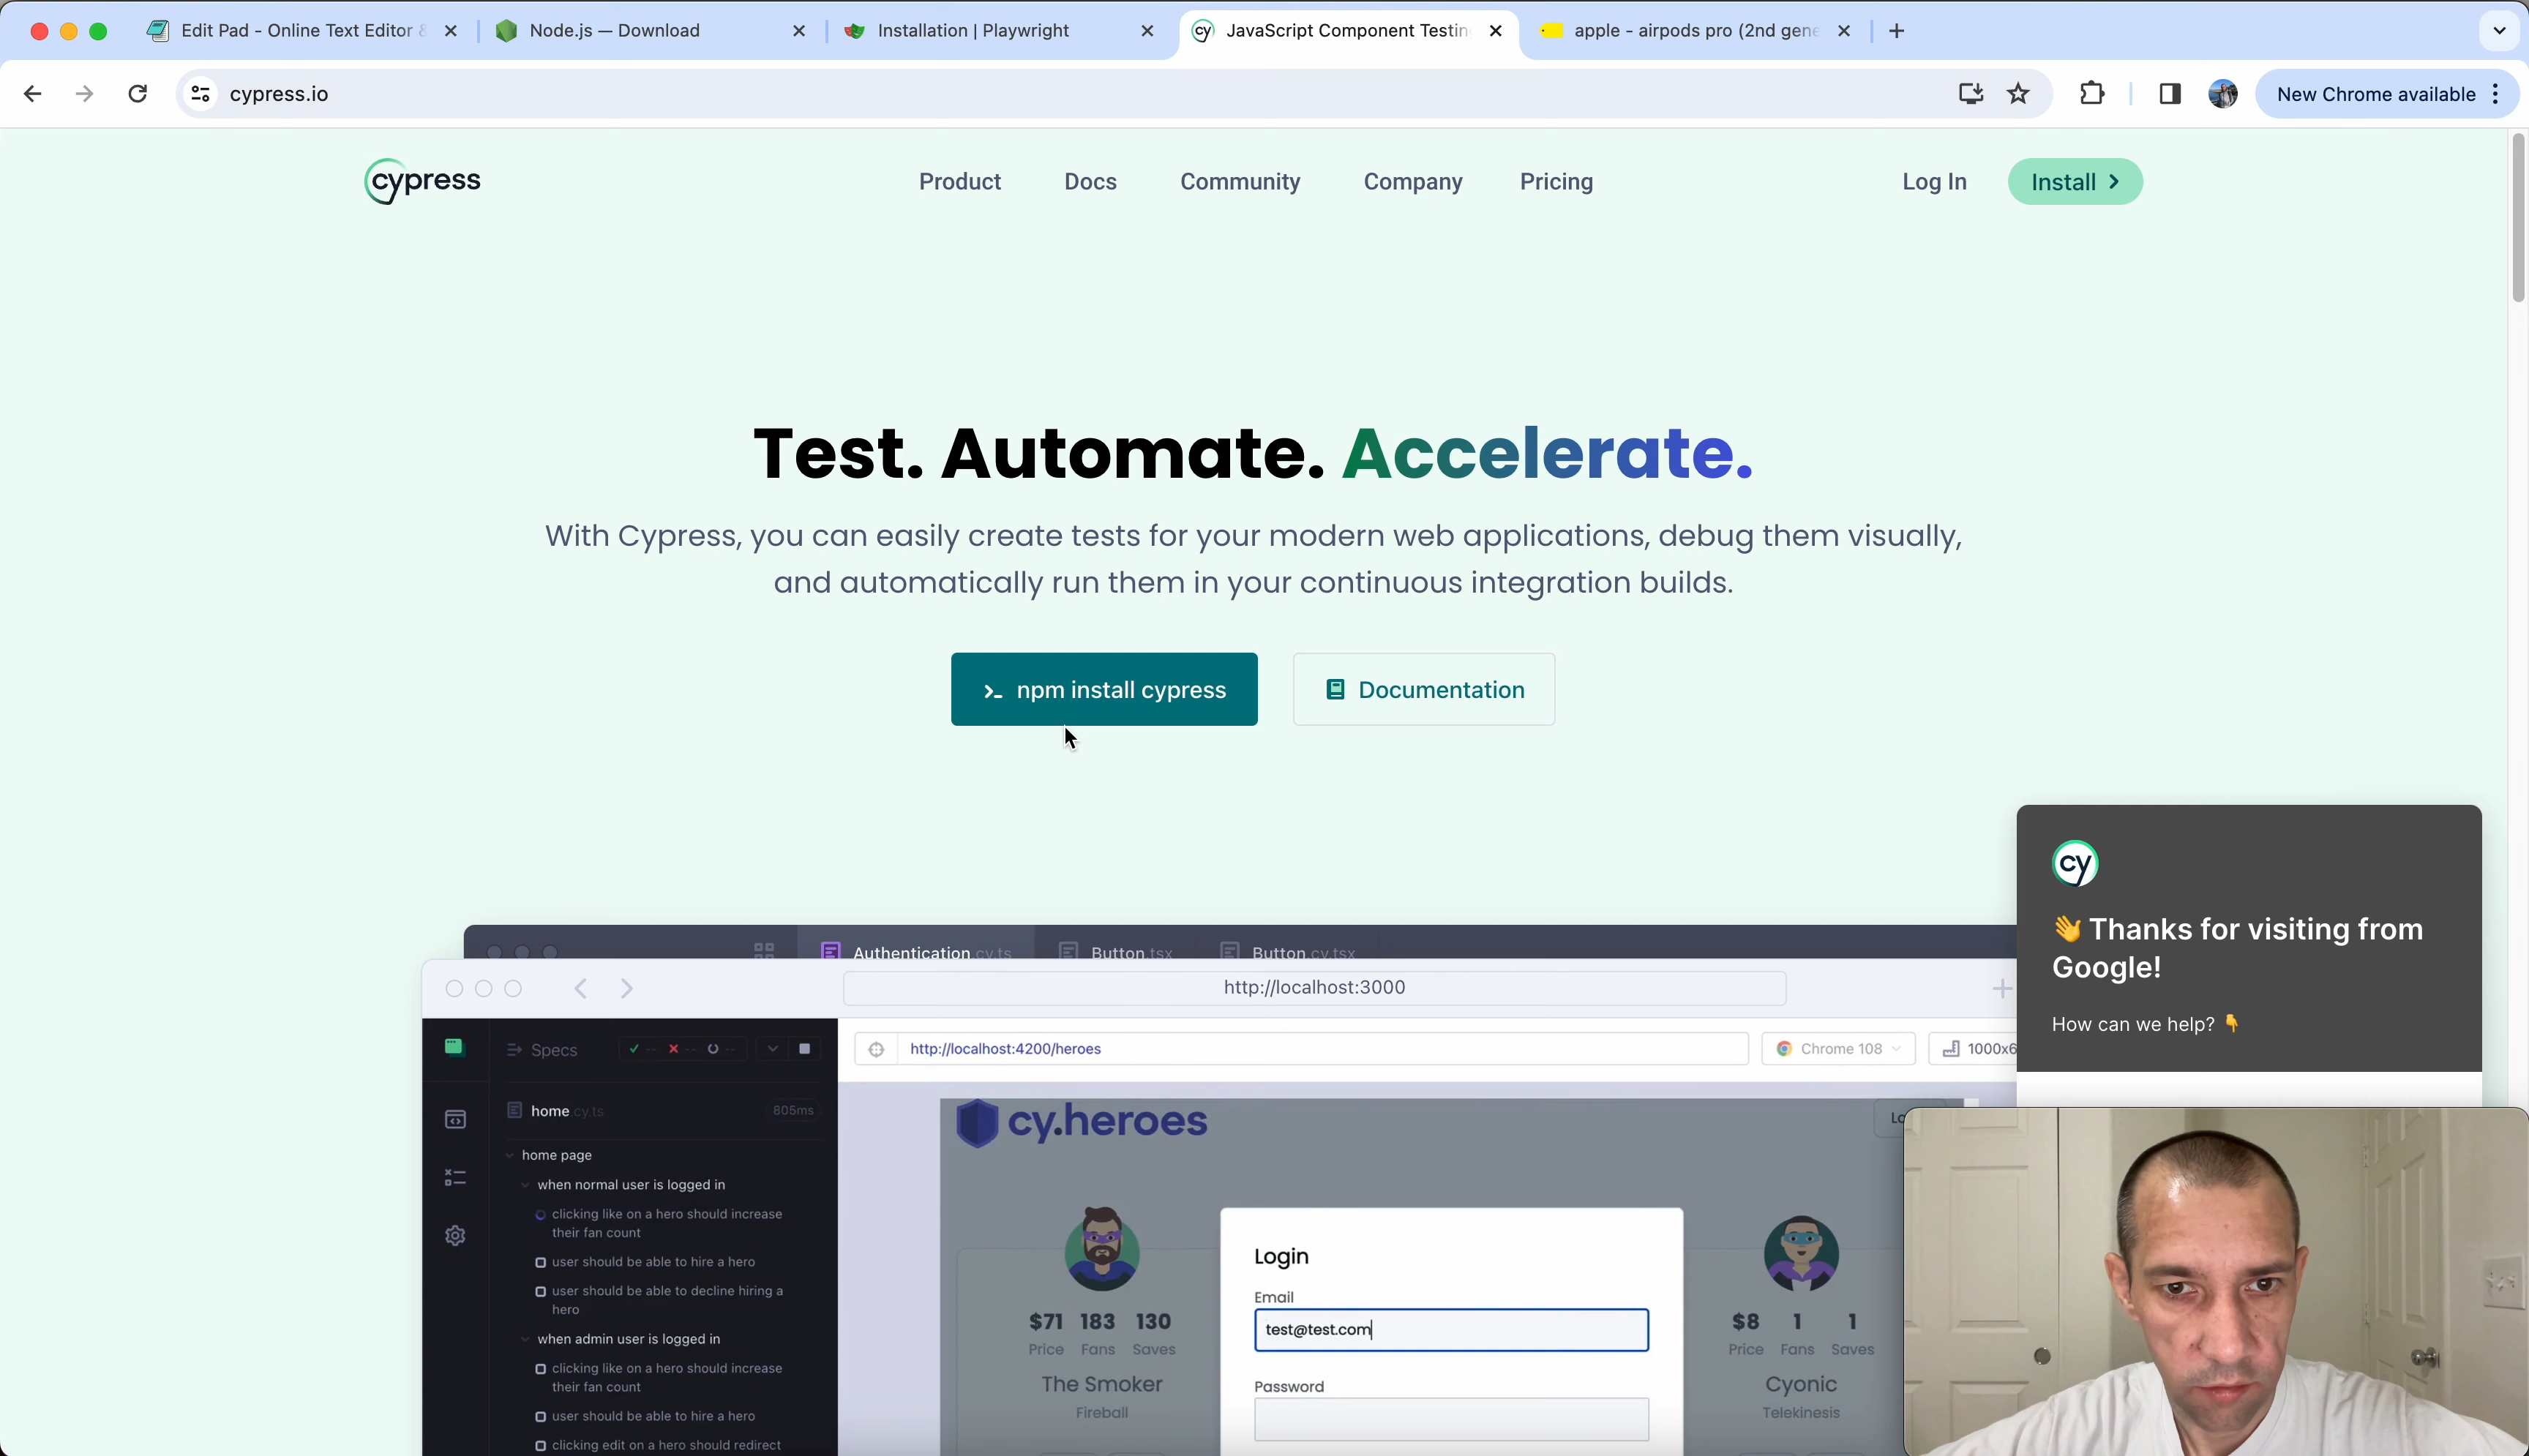 Edit Pad - Online Text Editor &
Node.js — Download
Installation | Playwright
JavaScript Component Testin
apple - airpods pro (2nd gene
cypress.io
New Chrome available
cypress
Product
Docs
Community
Company
Pricing
Log In
Install
Test. Automate. Accelerate.
With Cypress, you can easily create tests for your modern web applications, debug them visually,
and automatically run them in your continuous integration builds.
npm install cypress
Documentation
cy
👋 Thanks for visiting from
Google!
How can we help? 👇
Authentication.cy.ts
Button.tsx
Button.cy.tsx
http://localhost:3000
Specs
-- -- --
http://localhost:4200/heroes
Chrome 108
1000x6
home.cy.ts
805ms
home page
when normal user is logged in
clicking like on a hero should increase
their fan count
user should be able to hire a hero
user should be able to decline hiring a
hero
when admin user is logged in
clicking like on a hero should increase
their fan count
user should be able to hire a hero
clicking edit on a hero should redirect
cy.heroes
Lo
$71 183 130
Price Fans Saves
The Smoker
Fireball
Login
Email
test@test.com
Password
$8 1 1
Price Fans Saves
Cyonic
Telekinesis